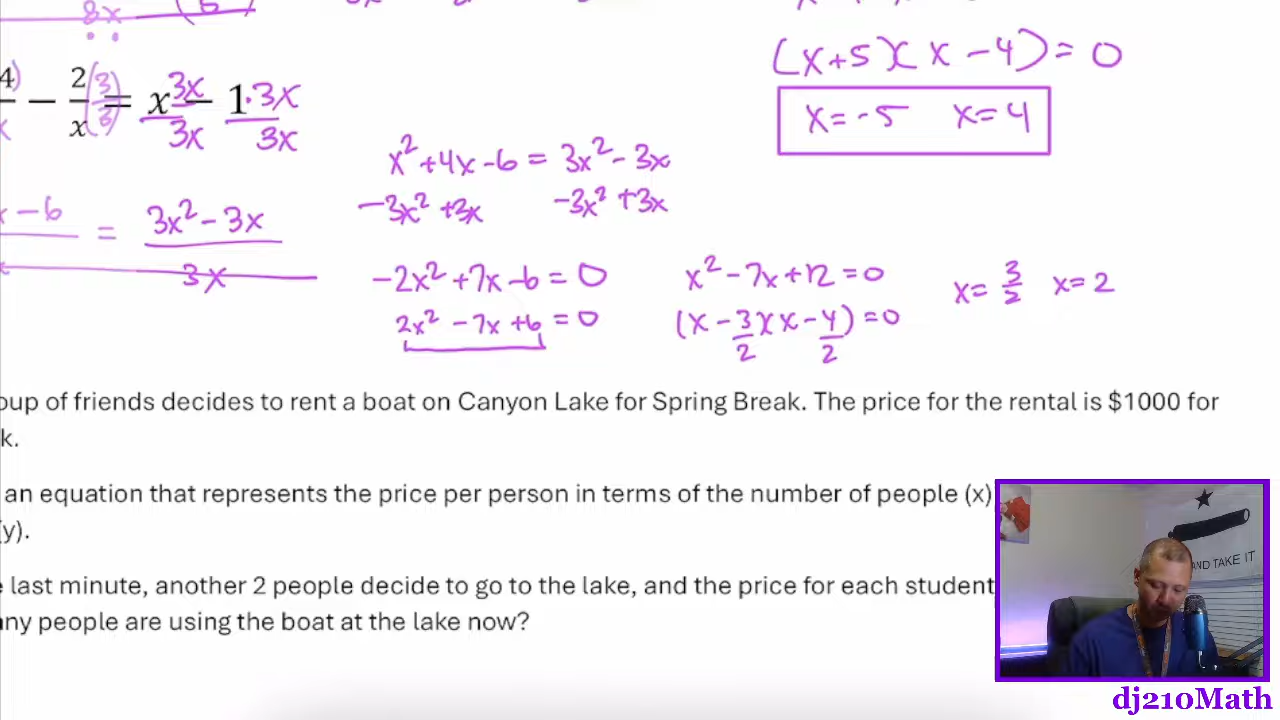 8x
(x+5)(x-4)=0
4) - 2(3) = x 3x - 1·3x
x x(3) 3x 3x
x=-5 x=4
x²+4x-6 = 3x²-3x
-3x²+3x -3x²+3x
x-6 = 3x²-3x
3x
-2x²+7x-6=0 x²-7x+12=0 x= 3/2 x=2
2x²-7x+6=0 (x-3/2)(x-4/2)=0
oup of friends decides to rent a boat on Canyon Lake for Spring Break. The price for the rental is $1000 for
k.
an equation that represents the price per person in terms of the number of people (x)
(y).
e last minute, another 2 people decide to go to the lake, and the price for each student
any people are using the boat at the lake now?
AND TAKE IT
dj210Math